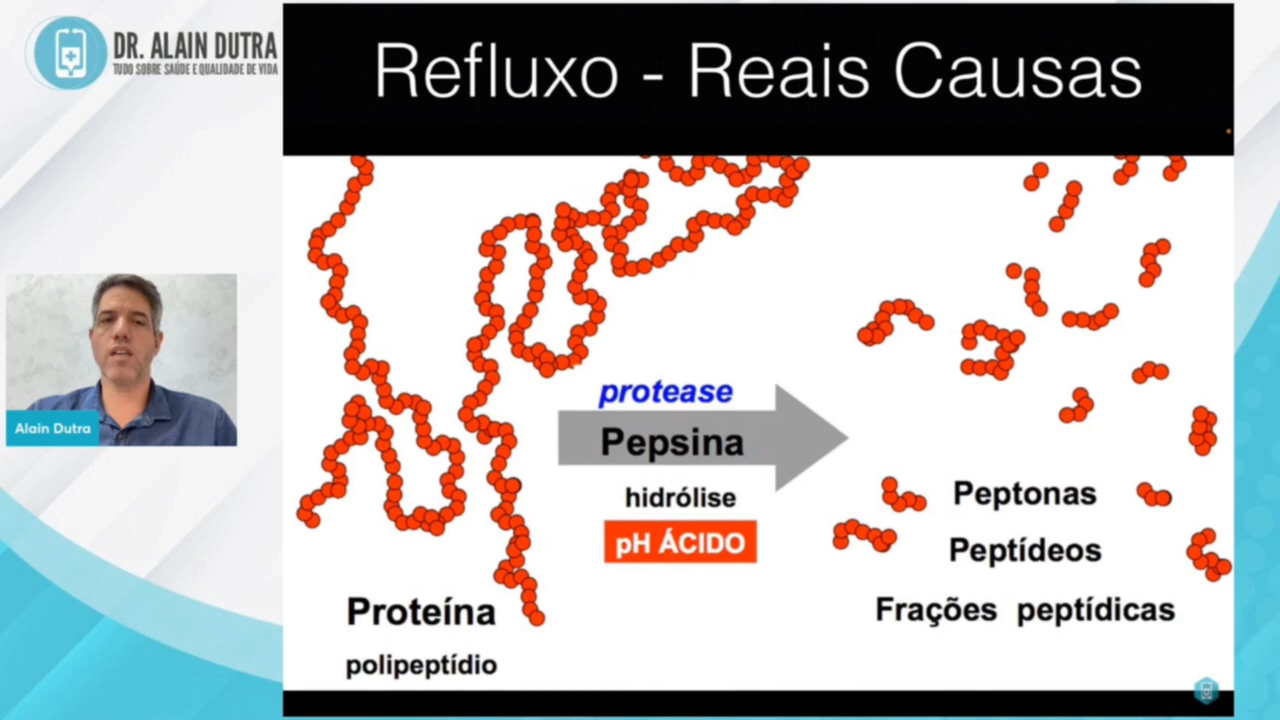 DR. ALAIN DUTRA
TUDO SOBRE SAÚDE E QUALIDADE DE VIDA
Refluxo - Reais Causas
Alain Dutra
protease
Pepsina
hidrólise
pH ÁCIDO
Proteína
polipeptídio
Peptonas
Peptídeos
Frações peptídicas